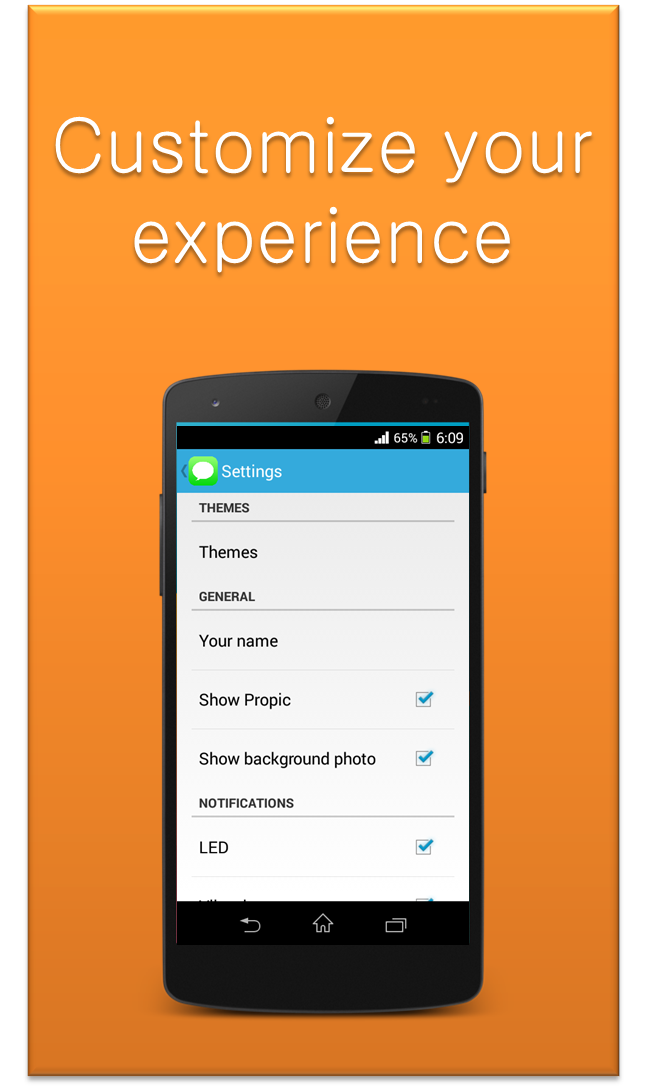 Customize your
experience
65% 6:09
Settings
THEMES
Themes
GENERAL
Your name
Show Propic
Show background photo
NOTIFICATIONS
LED